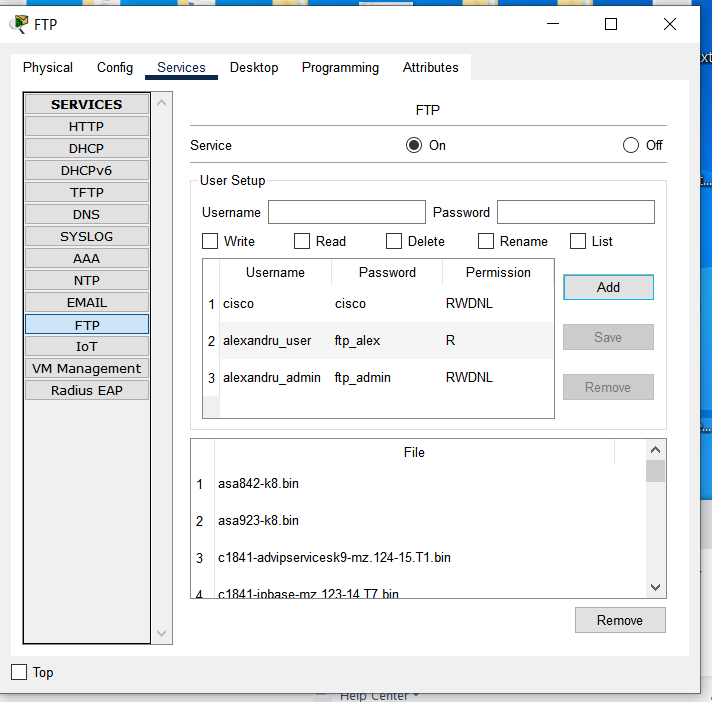 FTP
Physical Config Services Desktop Programming Attributes
SERVICES
HTTP
DHCP
DHCPv6
TFTP
DNS
SYSLOG
AAA
NTP
EMAIL
FTP
IoT
VM Management
Radius EAP
FTP
Service On Off
User Setup
Username Password
Write Read Delete Rename List
Username Password Permission
1 cisco cisco RWDNL
2 alexandru_user ftp_alex R
3 alexandru_admin ftp_admin RWDNL
Add
Save
Remove
File
1 asa842-k8.bin
2 asa923-k8.bin
3 c1841-advipservicesk9-mz.124-15.T1.bin
4 c1841-ipbase-mz.123-14.T7.bin
Remove
Top
Help Center